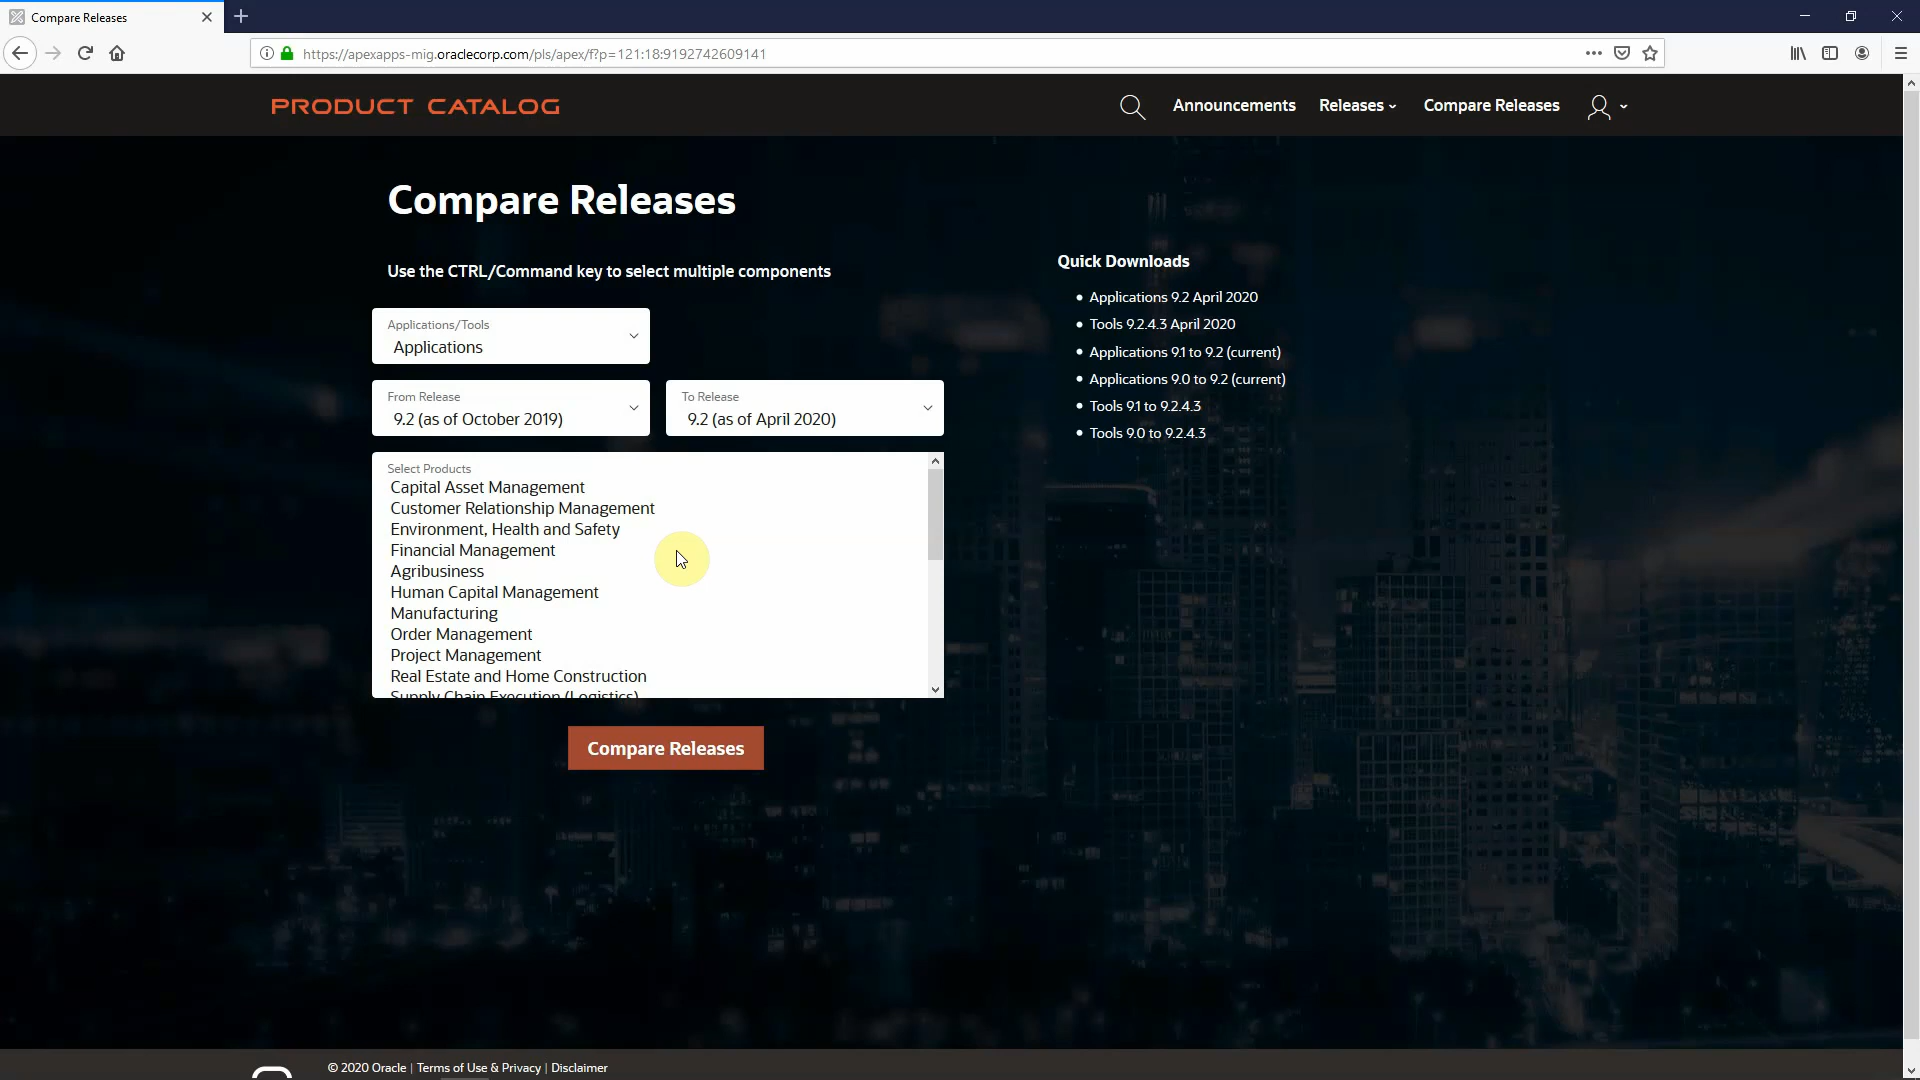 Compare Releases
https://apexapps-mig.oraclecorp.com/pls/apex/f?p=121:18:9192742609141
PRODUCT CATALOG
Announcements
Releases
Compare Releases
Compare Releases
Use the CTRL/Command key to select multiple components
Applications/Tools
Applications
From Release
9.2 (as of October 2019)
To Release
9.2 (as of April 2020)
Select Products
Capital Asset Management
Customer Relationship Management
Environment, Health and Safety
Financial Management
Agribusiness
Human Capital Management
Manufacturing
Order Management
Project Management
Real Estate and Home Construction
Supply Chain Execution (Logistics)
Compare Releases
Quick Downloads
Applications 9.2 April 2020
Tools 9.2.4.3 April 2020
Applications 9.1 to 9.2 (current)
Applications 9.0 to 9.2 (current)
Tools 9.1 to 9.2.4.3
Tools 9.0 to 9.2.4.3
© 2020 Oracle | Terms of Use & Privacy | Disclaimer